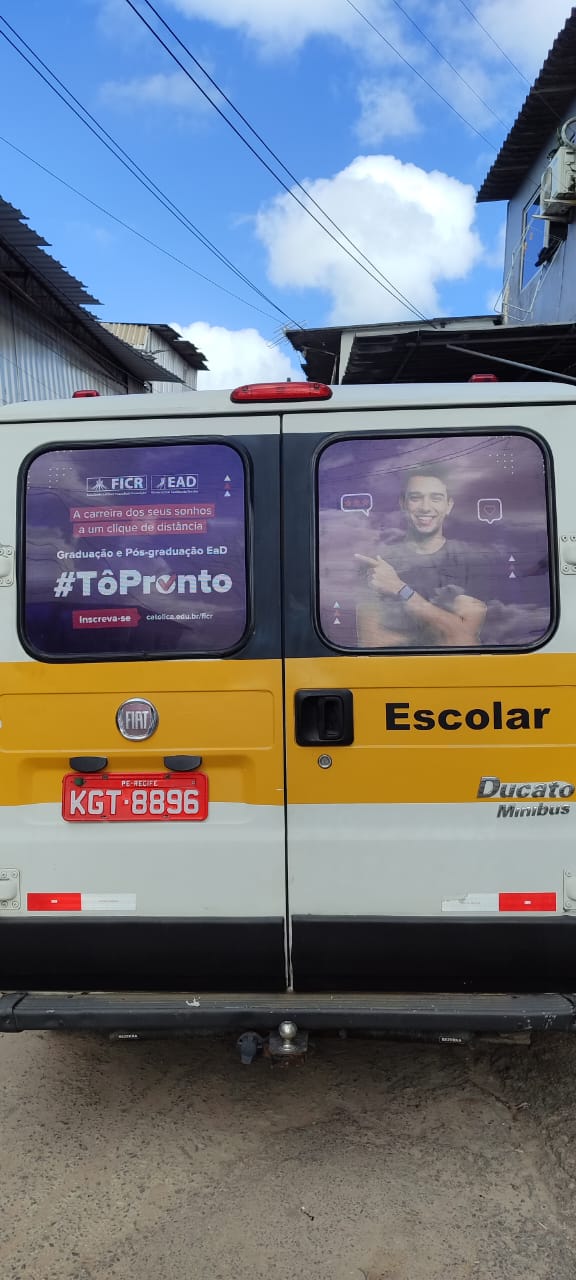 FICR EAD
A carreira dos seus sonhos
a um clique de distância
Graduação e Pós-graduação EaD
#TôPronto
Inscreva-se catolica.edu.br/ficr
FIAT
Escolar
PE-RECIFE
KGT-8896
Ducato
Minibus